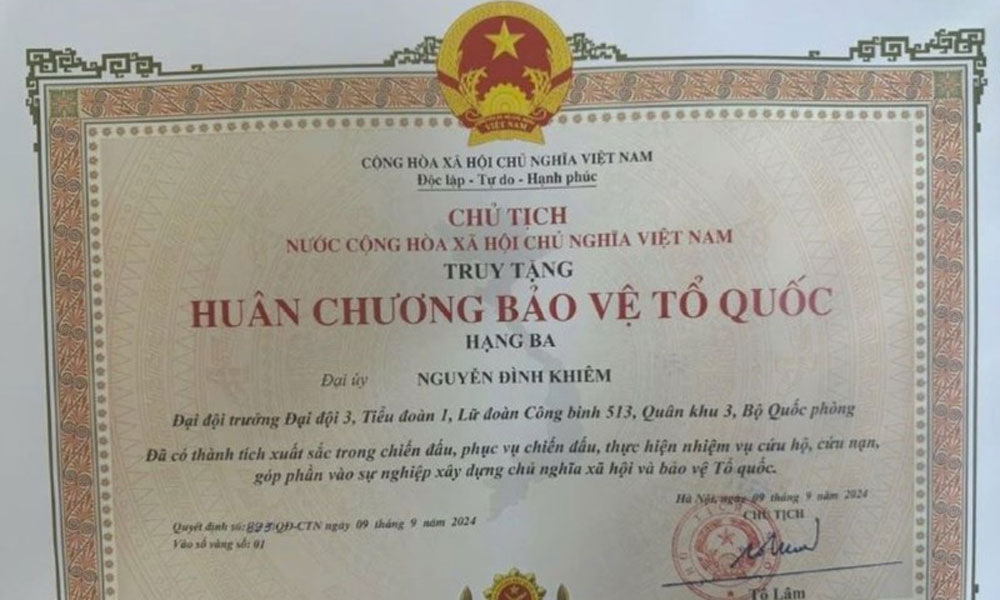 VIỆT NAM
CỘNG HÒA XÃ HỘI CHỦ NGHĨA VIỆT NAM
Độc lập - Tự do - Hạnh phúc
CHỦ TỊCH
NƯỚC CỘNG HÒA XÃ HỘI CHỦ NGHĨA VIỆT NAM
TRUY TẶNG
HUÂN CHƯƠNG BẢO VỆ TỔ QUỐC
HẠNG BA
Đại úy NGUYỄN ĐÌNH KHIÊM
Đại đội trưởng Đại đội 3, Tiểu đoàn 1, Lữ đoàn Công binh 513, Quân khu 3, Bộ Quốc phòng
Đã có thành tích xuất sắc trong chiến đấu, phục vụ chiến đấu, thực hiện nhiệm vụ cứu hộ, cứu nạn,
góp phần vào sự nghiệp xây dựng chủ nghĩa xã hội và bảo vệ Tổ quốc.
Hà Nội, ngày 09 tháng 9 năm 2024
CHỦ TỊCH
Quyết định số: 893 QĐ-CTN ngày 09 tháng 9 năm 2024
Vào sổ vàng số: 01
Tô Lâm